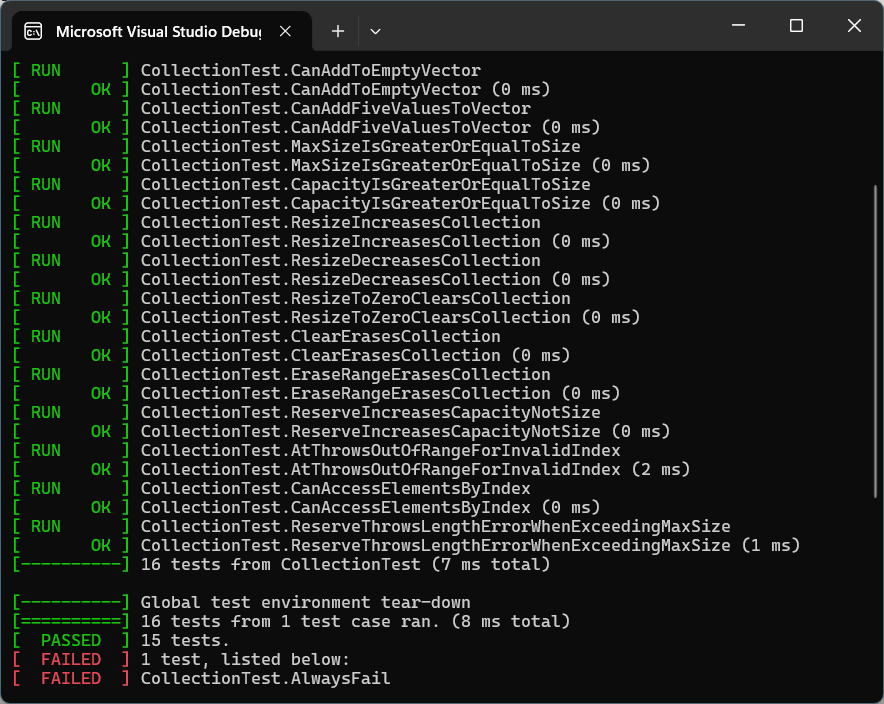 Microsoft Visual Studio Debug
[ RUN      ] CollectionTest.CanAddToEmptyVector
[       OK ] CollectionTest.CanAddToEmptyVector (0 ms)
[ RUN      ] CollectionTest.CanAddFiveValuesToVector
[       OK ] CollectionTest.CanAddFiveValuesToVector (0 ms)
[ RUN      ] CollectionTest.MaxSizeIsGreaterOrEqualToSize
[       OK ] CollectionTest.MaxSizeIsGreaterOrEqualToSize (0 ms)
[ RUN      ] CollectionTest.CapacityIsGreaterOrEqualToSize
[       OK ] CollectionTest.CapacityIsGreaterOrEqualToSize (0 ms)
[ RUN      ] CollectionTest.ResizeIncreasesCollection
[       OK ] CollectionTest.ResizeIncreasesCollection (0 ms)
[ RUN      ] CollectionTest.ResizeDecreasesCollection
[       OK ] CollectionTest.ResizeDecreasesCollection (0 ms)
[ RUN      ] CollectionTest.ResizeToZeroClearsCollection
[       OK ] CollectionTest.ResizeToZeroClearsCollection (0 ms)
[ RUN      ] CollectionTest.ClearErasesCollection
[       OK ] CollectionTest.ClearErasesCollection (0 ms)
[ RUN      ] CollectionTest.EraseRangeErasesCollection
[       OK ] CollectionTest.EraseRangeErasesCollection (0 ms)
[ RUN      ] CollectionTest.ReserveIncreasesCapacityNotSize
[       OK ] CollectionTest.ReserveIncreasesCapacityNotSize (0 ms)
[ RUN      ] CollectionTest.AtThrowsOutOfRangeForInvalidIndex
[       OK ] CollectionTest.AtThrowsOutOfRangeForInvalidIndex (2 ms)
[ RUN      ] CollectionTest.CanAccessElementsByIndex
[       OK ] CollectionTest.CanAccessElementsByIndex (0 ms)
[ RUN      ] CollectionTest.ReserveThrowsLengthErrorWhenExceedingMaxSize
[       OK ] CollectionTest.ReserveThrowsLengthErrorWhenExceedingMaxSize (1 ms)
[----------] 16 tests from CollectionTest (7 ms total)
[----------] Global test environment tear-down
[==========] 16 tests from 1 test case ran. (8 ms total)
[  PASSED  ] 15 tests.
[  FAILED  ] 1 test, listed below:
[  FAILED  ] CollectionTest.AlwaysFail